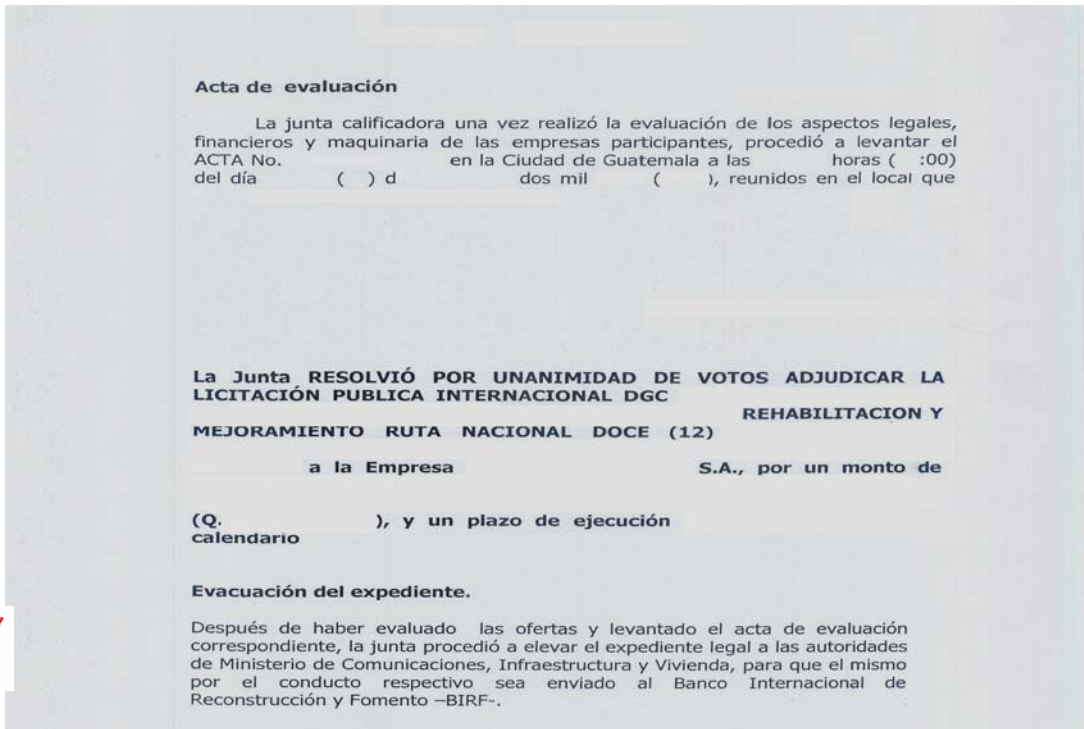 Acta de evaluación
La junta calificadora una vez realizó la evaluación de los aspectos legales,
financieros y maquinaria de las empresas participantes, procedió a levantar el
ACTA No. en la Ciudad de Guatemala a las horas ( :00)
del día ( ) d dos mil ( ), reunidos en el local que
La Junta RESOLVIÓ POR UNANIMIDAD DE VOTOS ADJUDICAR LA
LICITACIÓN PUBLICA INTERNACIONAL DGC
REHABILITACION Y
MEJORAMIENTO RUTA NACIONAL DOCE (12)
a la Empresa S.A., por un monto de
(Q. ), y un plazo de ejecución
calendario
Evacuación del expediente.
Después de haber evaluado las ofertas y levantado el acta de evaluación
correspondiente, la junta procedió a elevar el expediente legal a las autoridades
de Ministerio de Comunicaciones, Infraestructura y Vivienda, para que el mismo
por el conducto respectivo sea enviado al Banco Internacional de
Reconstrucción y Fomento –BIRF-.